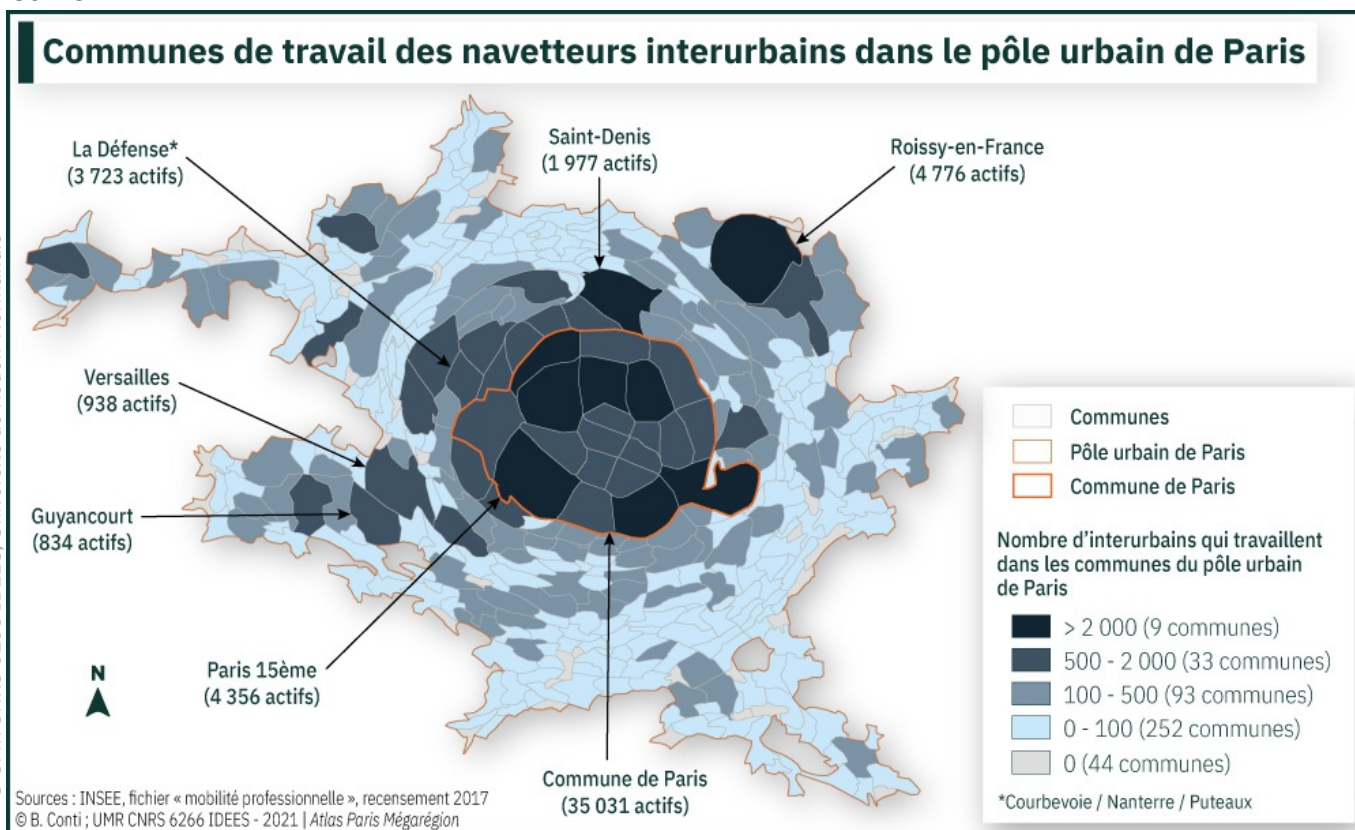 Communes de travail des navetteurs interurbains dans le pôle urbain de Paris
La Défense*
(3 723 actifs)
Saint-Denis
(1 977 actifs)
Roissy-en-France
(4 776 actifs)
Versailles
(938 actifs)
Guyancourt
(834 actifs)
Paris 15ème
(4 356 actifs)
Commune de Paris
(35 031 actifs)
N
Communes
Pôle urbain de Paris
Commune de Paris
Nombre d'interurbains qui travaillent
dans les communes du pôle urbain
de Paris
> 2 000 (9 communes)
500 - 2 000 (33 communes)
100 - 500 (93 communes)
0 - 100 (252 communes)
0 (44 communes)
*Courbevoie / Nanterre / Puteaux
Sources : INSEE, fichier « mobilité professionnelle », recensement 2017
© B. Conti ; UMR CNRS 6266 IDEES - 2021 | Atlas Paris Mégarégion